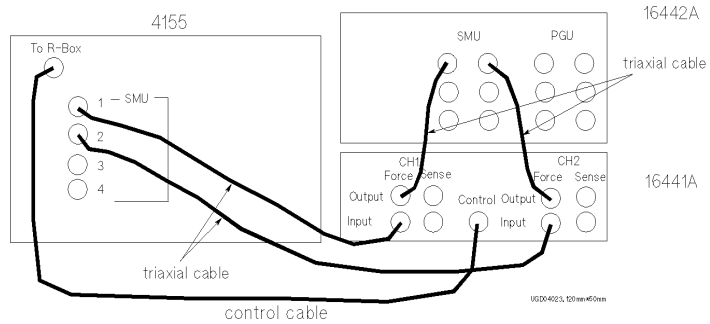 4155
16442A
To R-Box
SMU
PGU
triaxial cable
1
SMU
2
3
4
CH1
CH2
Force Sense
Force Sense
16441A
Output
Control
Output
Input
Input
triaxial cable
UGD04023,120mm*50mm
control cable